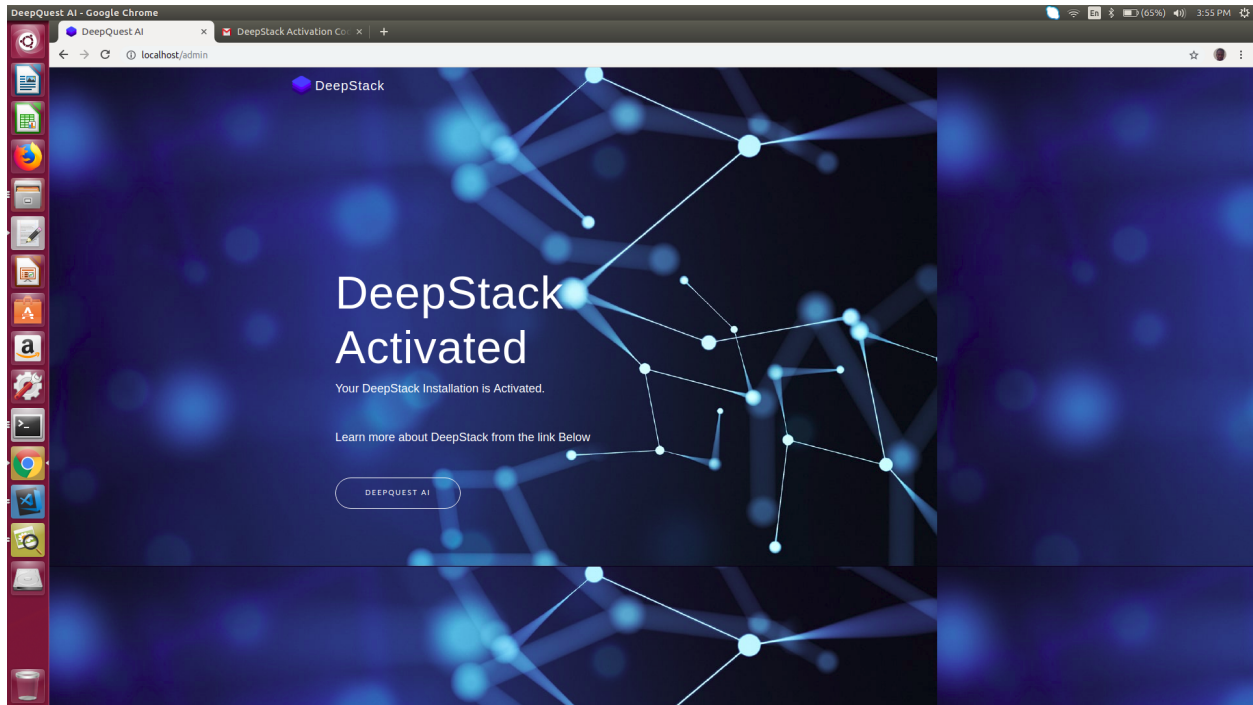 DeepQuest AI - Google Chrome
En
(65%)
3:55 PM
DeepQuest AI
DeepStack Activation Co
localhost/admin
DeepStack
DeepStack
Activated
Your DeepStack Installation is Activated.
Learn more about DeepStack from the link Below
DEEPQUEST AI